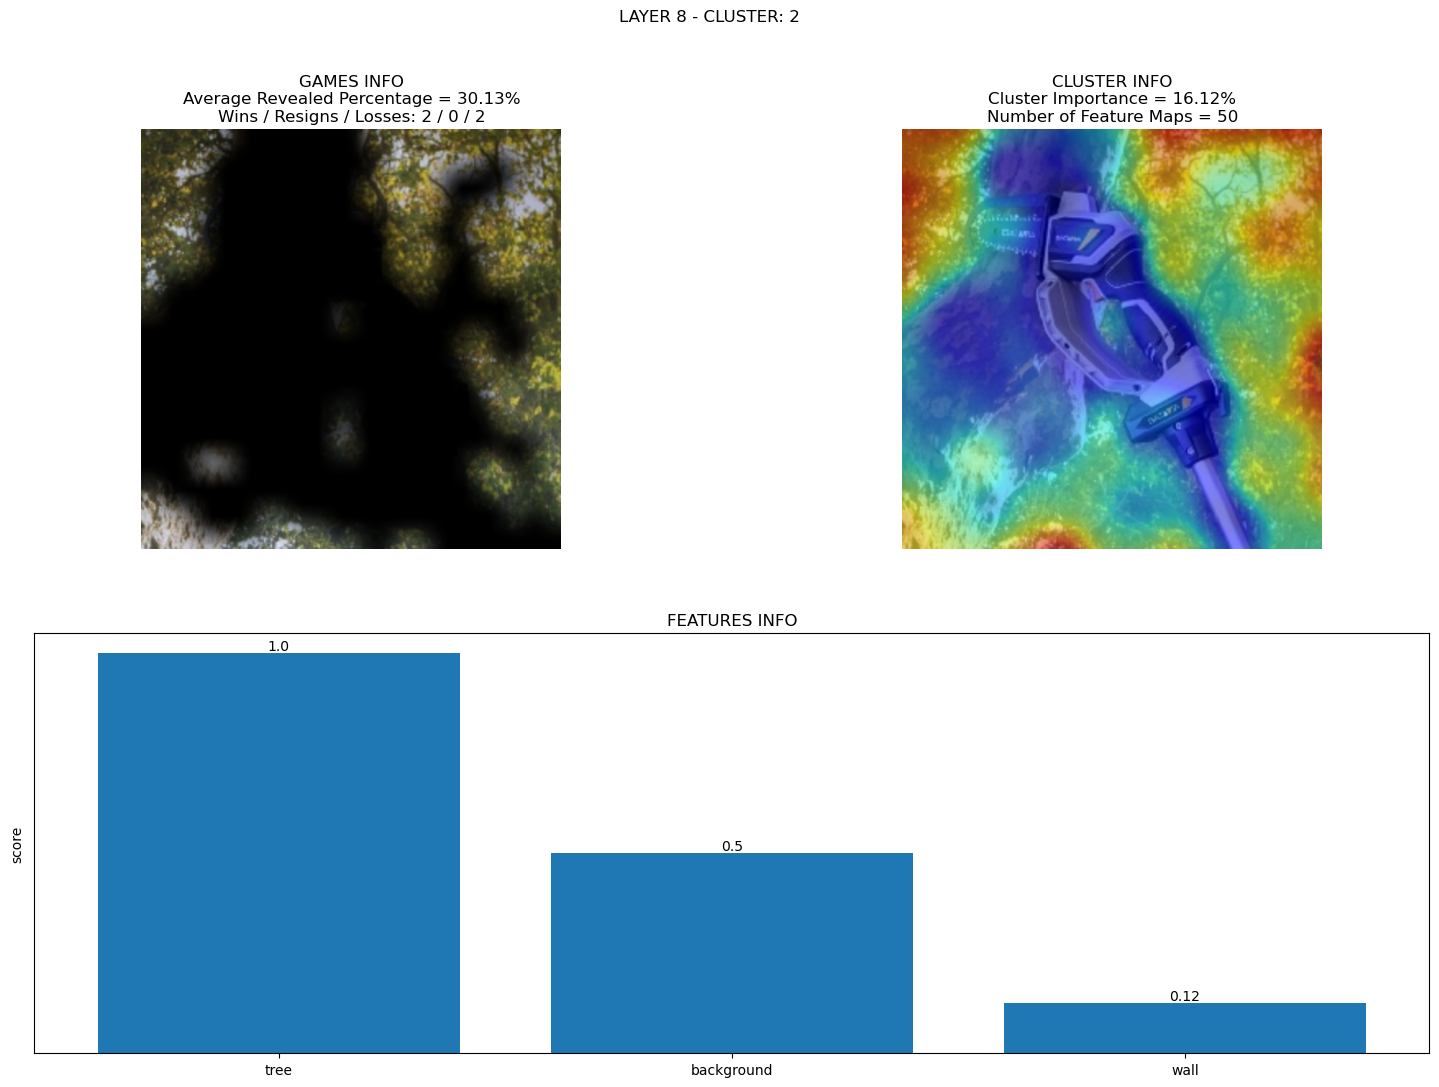 LAYER 8 - CLUSTER: 2
GAMES INFO
Average Revealed Percentage = 30.13%
Wins / Resigns / Losses: 2 / 0 / 2
CLUSTER INFO
Cluster Importance = 16.12%
Number of Feature Maps = 50
FEATURES INFO
score
1.0
0.5
0.12
tree
background
wall